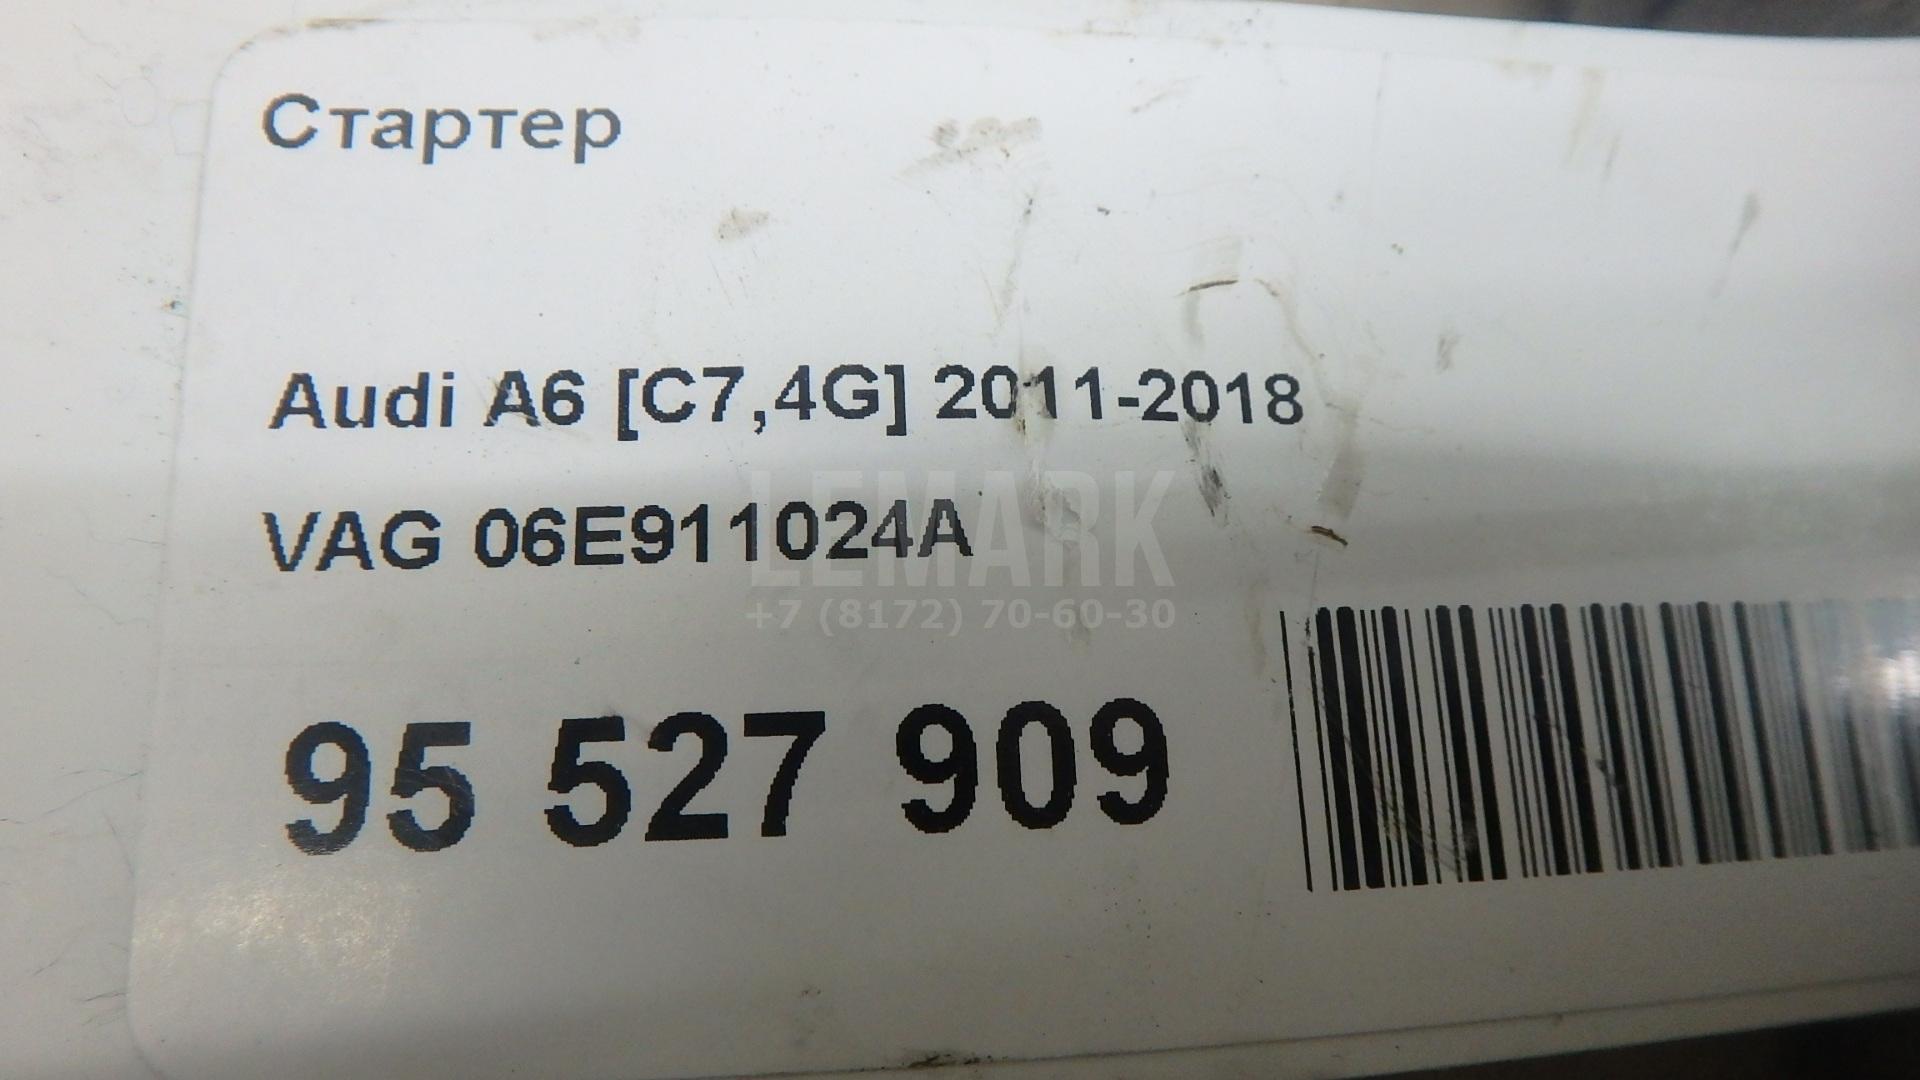 Стартер
Audi A6 [C7,4G] 2011-2018
VAG 06E911024A
LEMARK
+7 (8172) 70-60-30
95 527 909